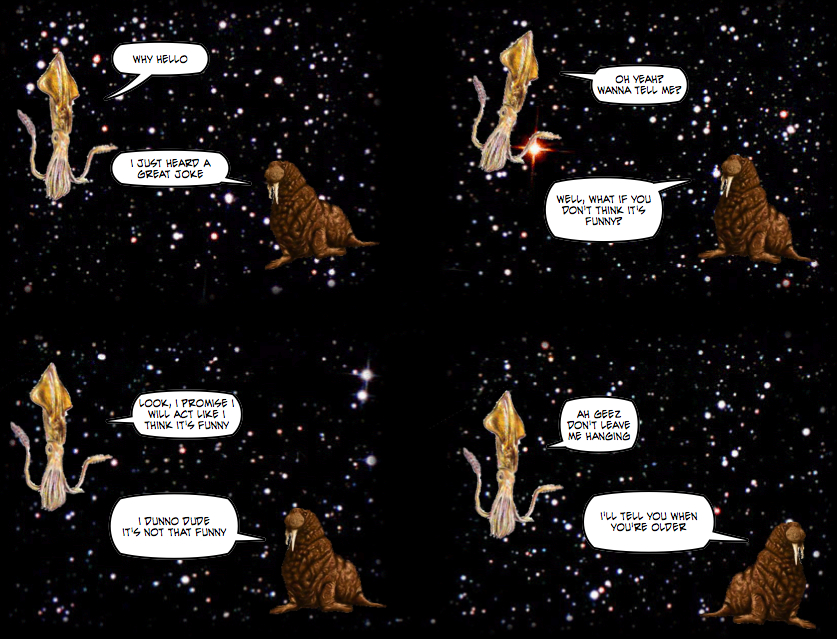 WHY HELLO
I JUST HEARD A
GREAT JOKE
OH YEAH?
WANNA TELL ME?
WELL, WHAT IF YOU
DON'T THINK IT'S
FUNNY?
LOOK, I PROMISE I
WILL ACT LIKE I
THINK IT'S FUNNY
I DUNNO DUDE
IT'S NOT THAT FUNNY
AH GEEZ
DON'T LEAVE
ME HANGING
I'LL TELL YOU WHEN
YOU'RE OLDER